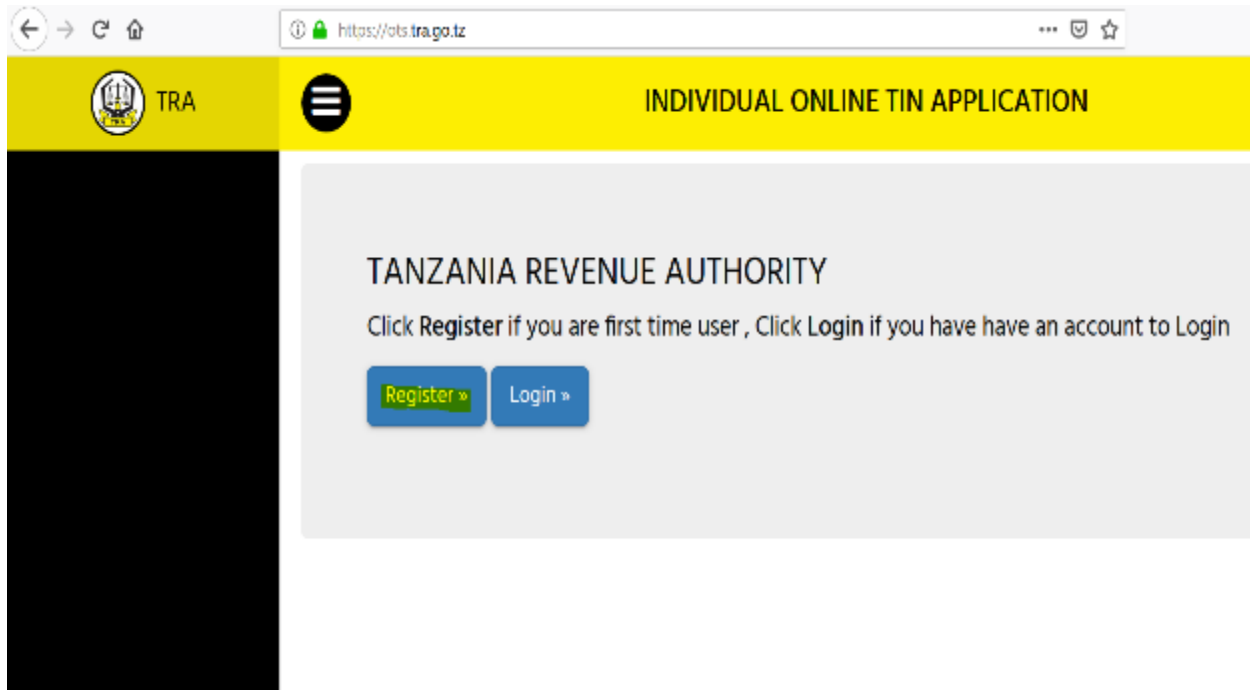 https://ots.tra.go.tz
TRA
INDIVIDUAL ONLINE TIN APPLICATION
TANZANIA REVENUE AUTHORITY
Click Register if you are first time user , Click Login if you have have an account to Login
Register »
Login »